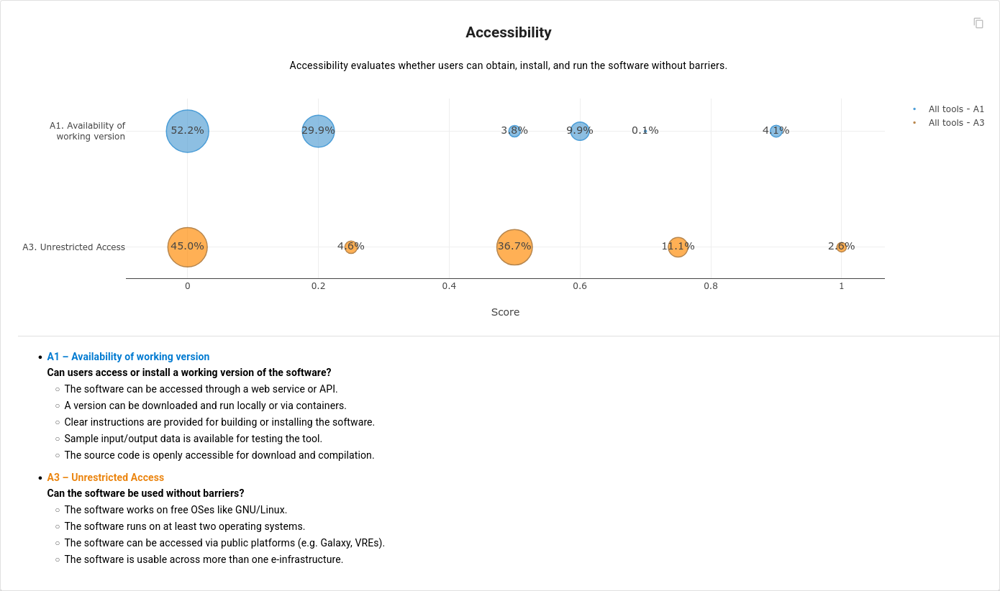 Accessibility
Accessibility evaluates whether users can obtain, install, and run the software without barriers.
A1. Availability of
working version
52.2%
29.9%
3.8%
9.9%
0.1%
4.1%
All tools - A1
All tools - A3
A3. Unrestricted Access
45.0%
4.6%
36.7%
11.1%
2.6%
0
0.2
0.4
0.6
0.8
1
Score
• A1 – Availability of working version
Can users access or install a working version of the software?
○ The software can be accessed through a web service or API.
○ A version can be downloaded and run locally or via containers.
○ Clear instructions are provided for building or installing the software.
○ Sample input/output data is available for testing the tool.
○ The source code is openly accessible for download and compilation.
• A3 – Unrestricted Access
Can the software be used without barriers?
○ The software works on free OSes like GNU/Linux.
○ The software runs on at least two operating systems.
○ The software can be accessed via public platforms (e.g. Galaxy, VREs).
○ The software is usable across more than one e-infrastructure.